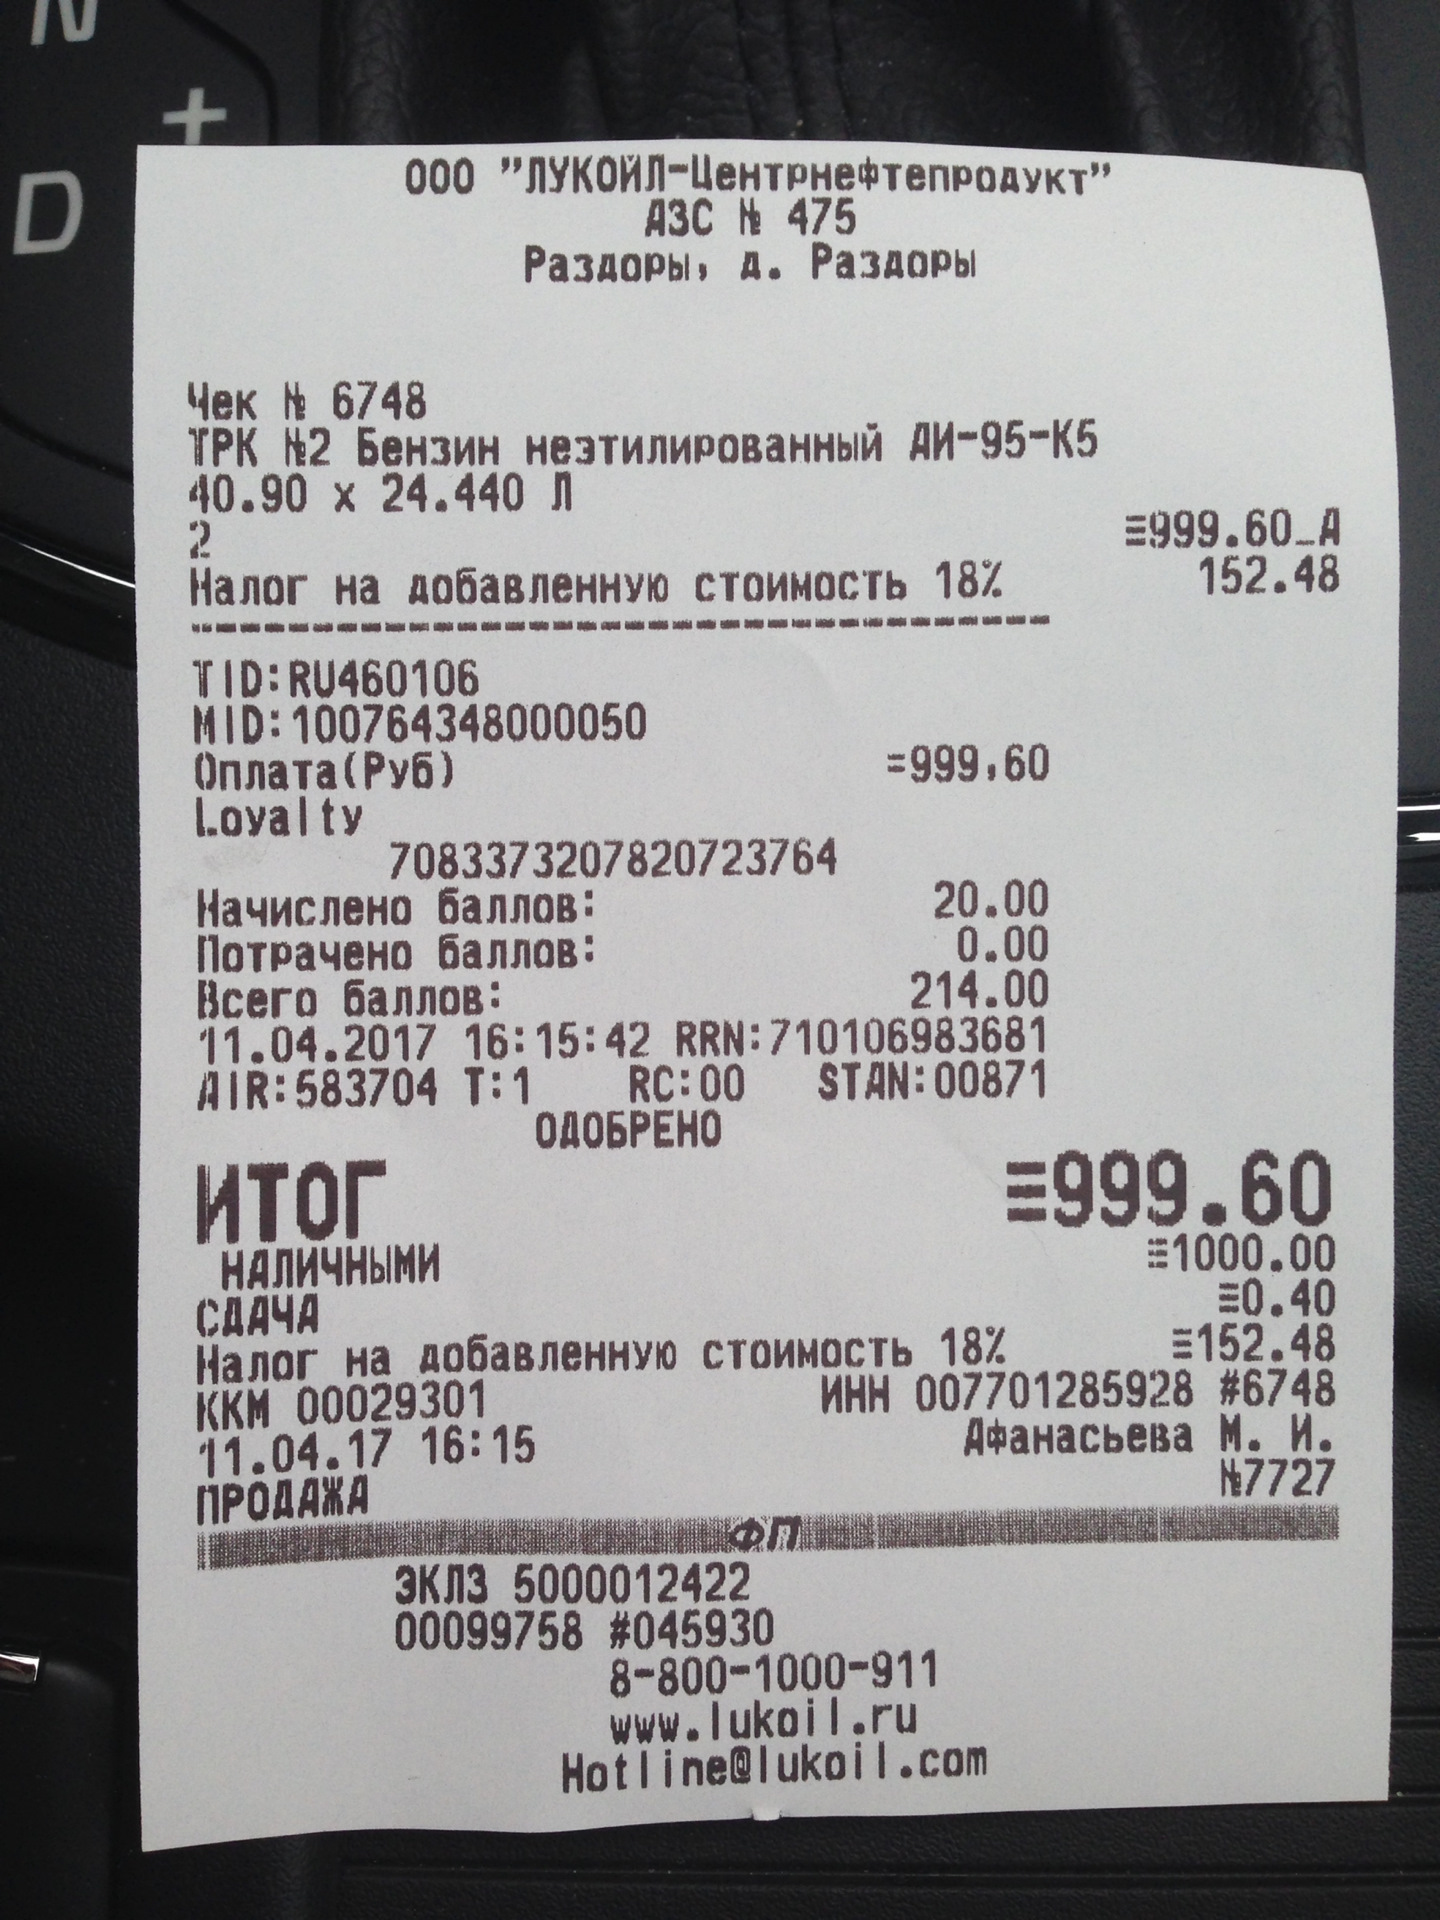 N
+
D
ООО "ЛУКОЙЛ-Центрнефтепродукт"
АЗС № 475
Раздоры, д. Раздоры
Чек № 6748
ТРК №2 Бензин неэтилированный АИ-95-К5
40.90 х 24.440 Л
2 ≡999.60_А
Налог на добавленную стоимость 18% 152.48
------------------------------------
TID:RU460106
MID:100764348000050
Оплата(Руб) =999,60
Loyalty
7083373207820723764
Начислено баллов: 20.00
Потрачено баллов: 0.00
Всего баллов: 214.00
11.04.2017 16:15:42 RRN:710106983681
AIR:583704 T:1 RC:00 STAN:00871
ОДОБРЕНО
ИТОГ ≡999.60
НАЛИЧНЫМИ ≡1000.00
СДАЧА ≡0.40
Налог на добавленную стоимость 18% ≡152.48
ККМ 00029301 ИНН 007701285928 #6748
11.04.17 16:15 Афанасьева М. И.
ПРОДАЖА №7727
ФП
ЭКЛЗ 5000012422
00099758 #045930
8-800-1000-911
www.lukoil.ru
Hotline@lukoil.com